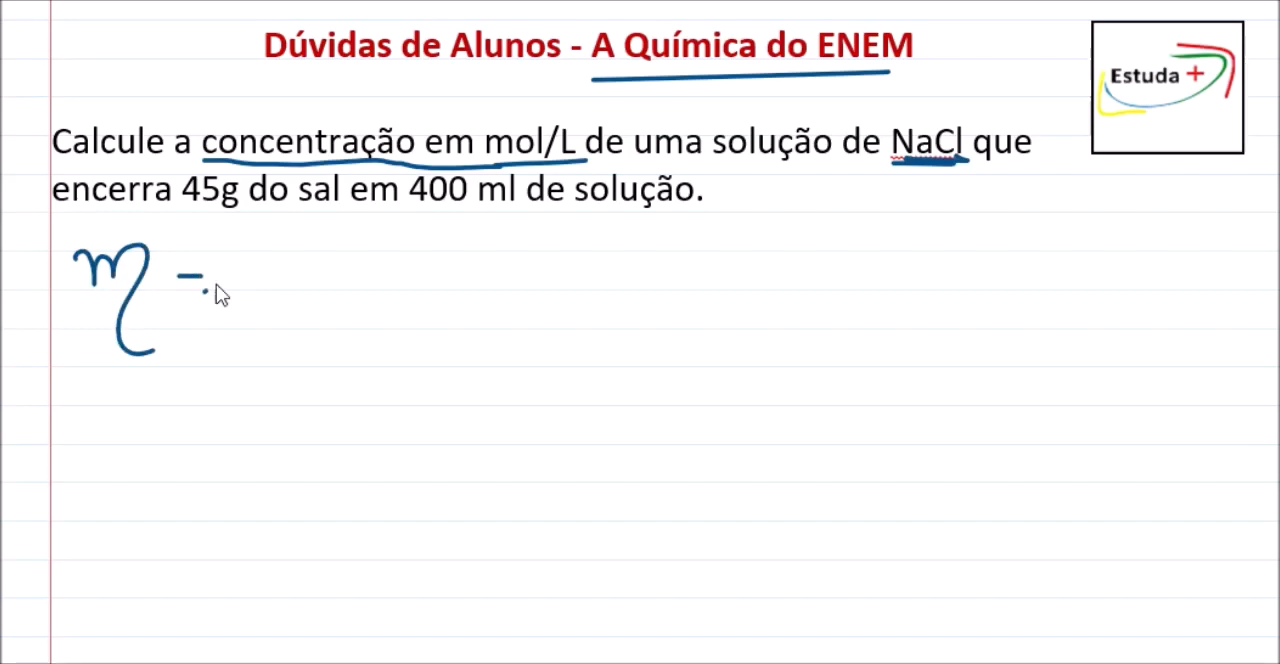 Dúvidas de Alunos - A Química do ENEM
Estuda +
Calcule a concentração em mol/L de uma solução de NaCl que
encerra 45g do sal em 400 ml de solução.